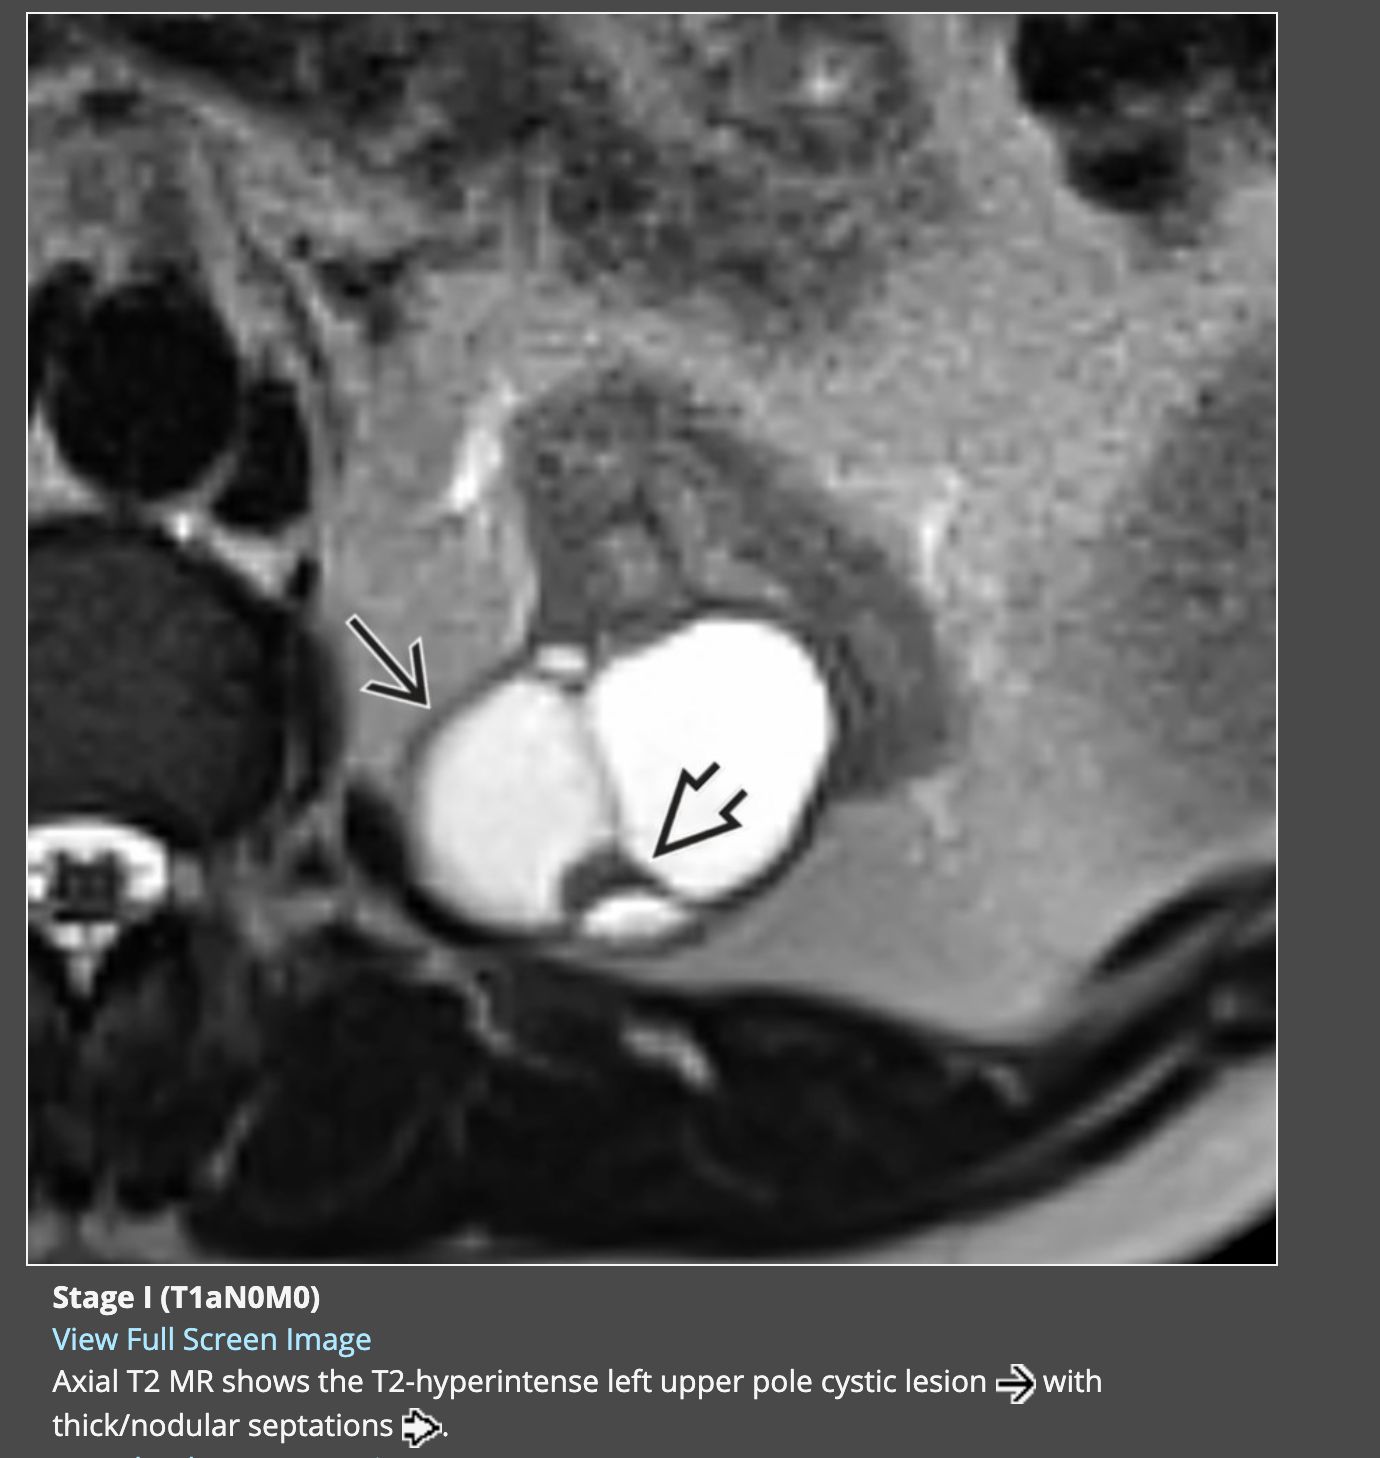 Stage I (T1aN0M0)
View Full Screen Image
Axial T2 MR shows the T2-hyperintense left upper pole cystic lesion with
thick/nodular septations .